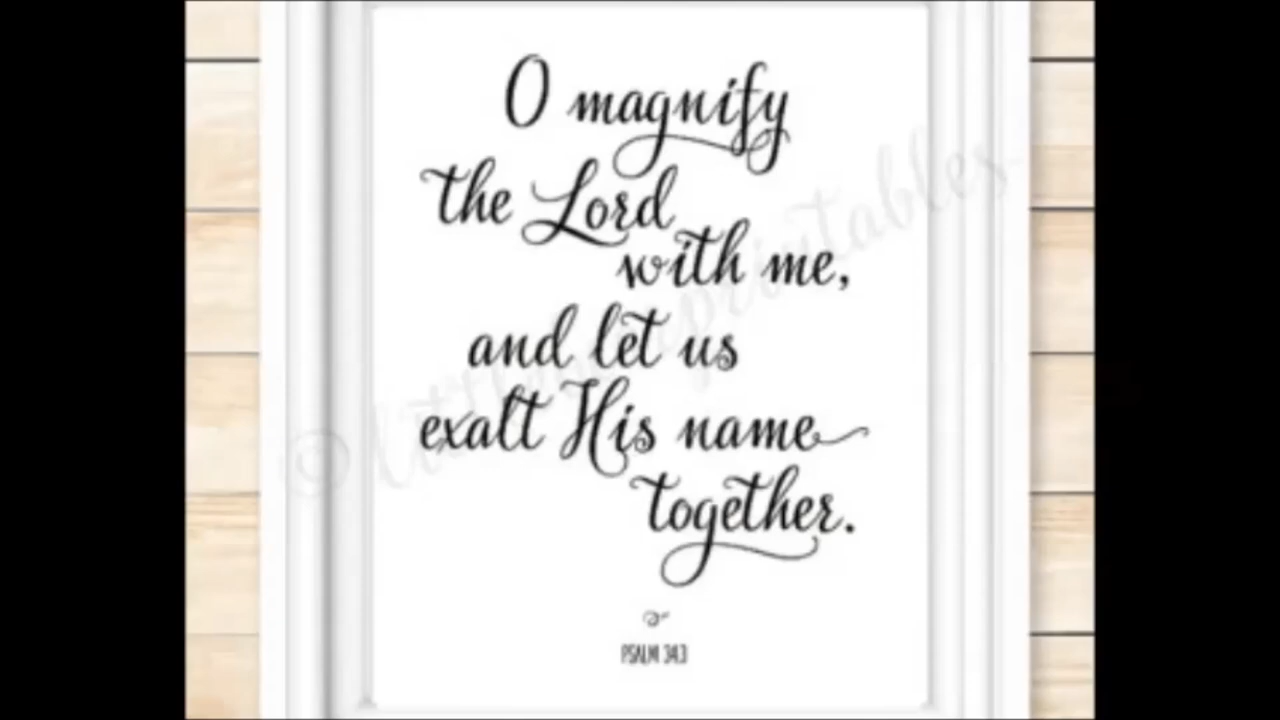 O magnify
the Lord
with me,
and let us
exalt His name
together.
PSALM 34:3